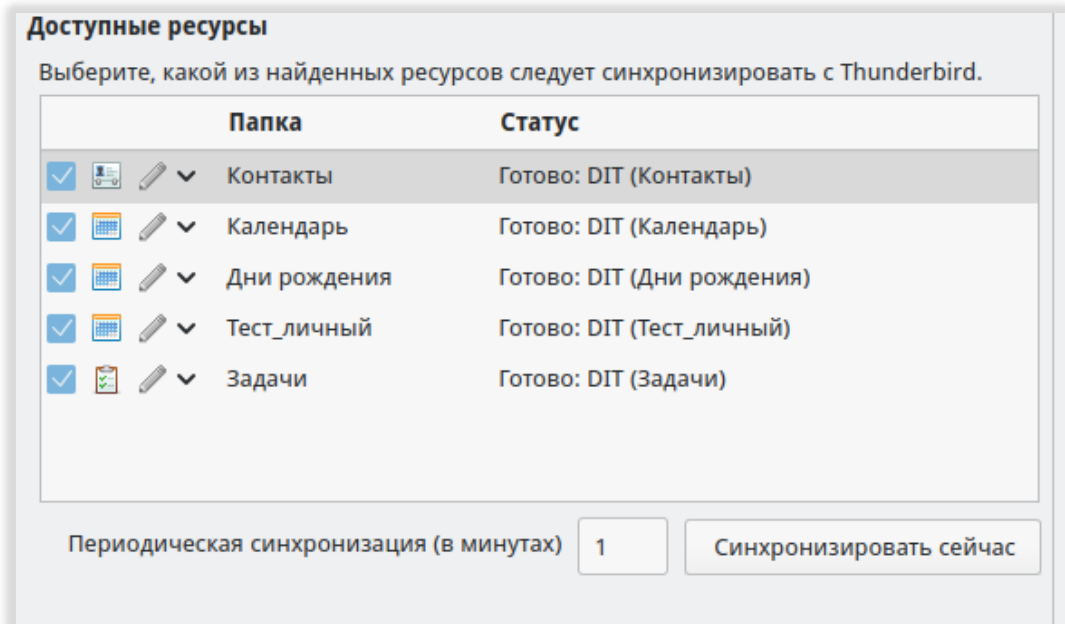 Доступные ресурсы
Выберите, какой из найденных ресурсов следует синхронизировать с Thunderbird.
Папка Статус
Контакты Готово: DIT (Контакты)
Календарь Готово: DIT (Календарь)
Дни рождения Готово: DIT (Дни рождения)
Тест_личный Готово: DIT (Тест_личный)
Задачи Готово: DIT (Задачи)
Периодическая синхронизация (в минутах) 1 Синхронизировать сейчас